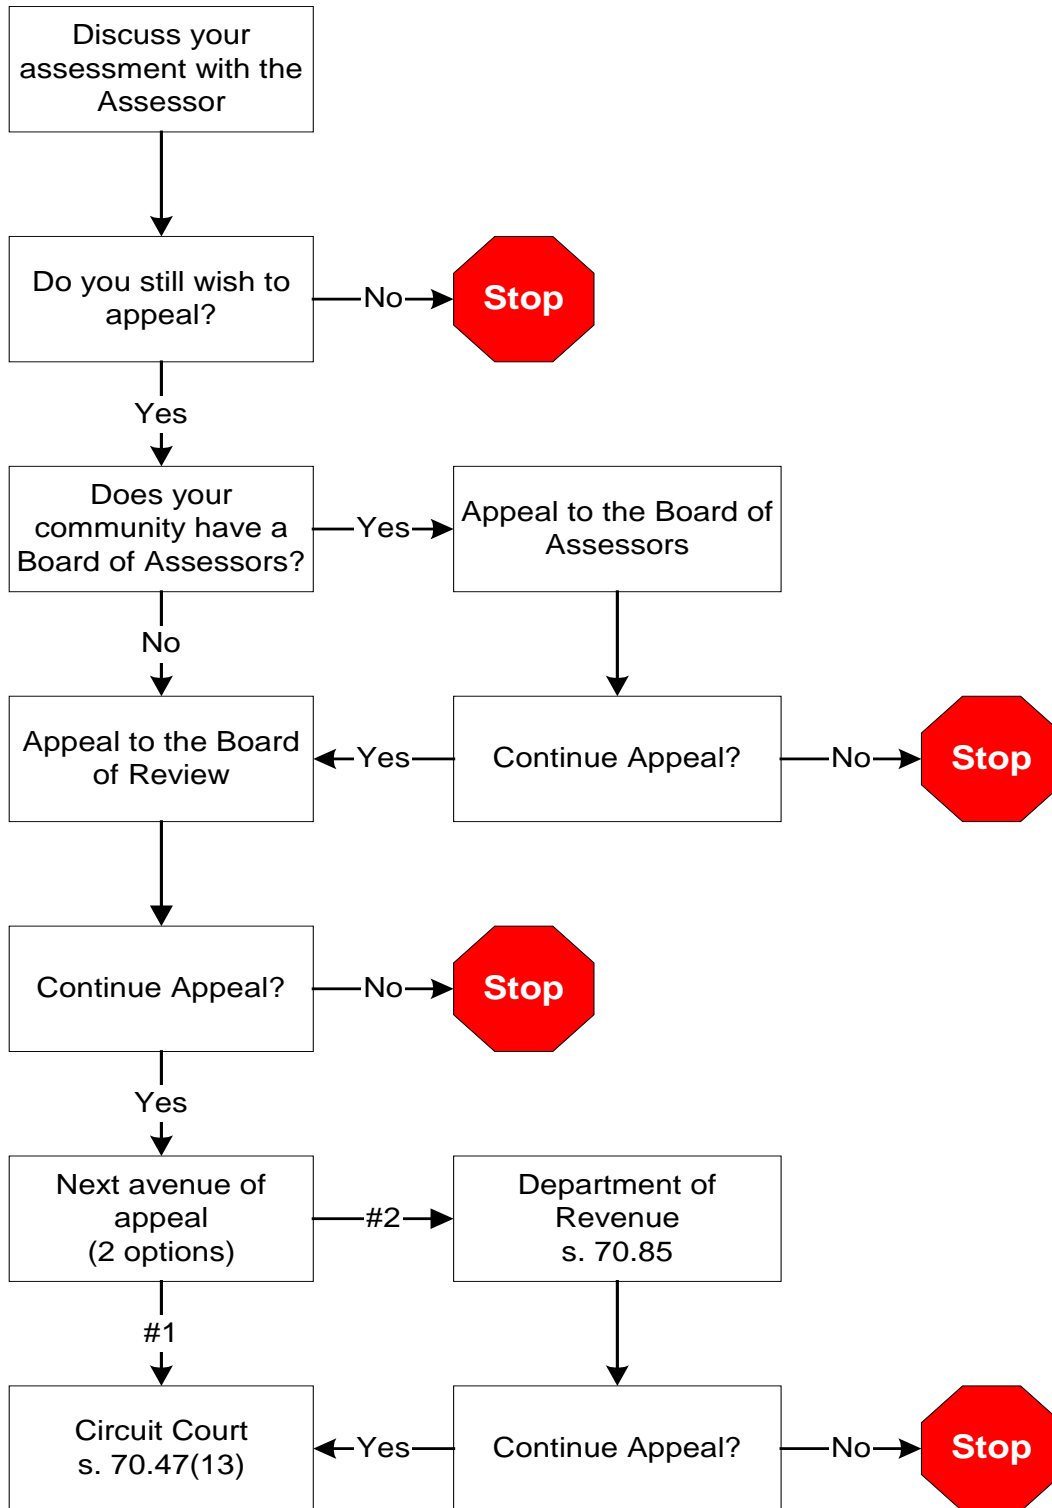 Discuss your
assessment with the
Assessor
Do you still wish to
appeal?
No
Stop
Yes
Does your
community have a
Board of Assessors?
Yes
Appeal to the Board of
Assessors
No
Appeal to the Board
of Review
Yes
Continue Appeal?
No
Stop
Continue Appeal?
No
Stop
Yes
Next avenue of
appeal
(2 options)
#2
Department of
Revenue
s. 70.85
#1
Circuit Court
s. 70.47(13)
Yes
Continue Appeal?
No
Stop